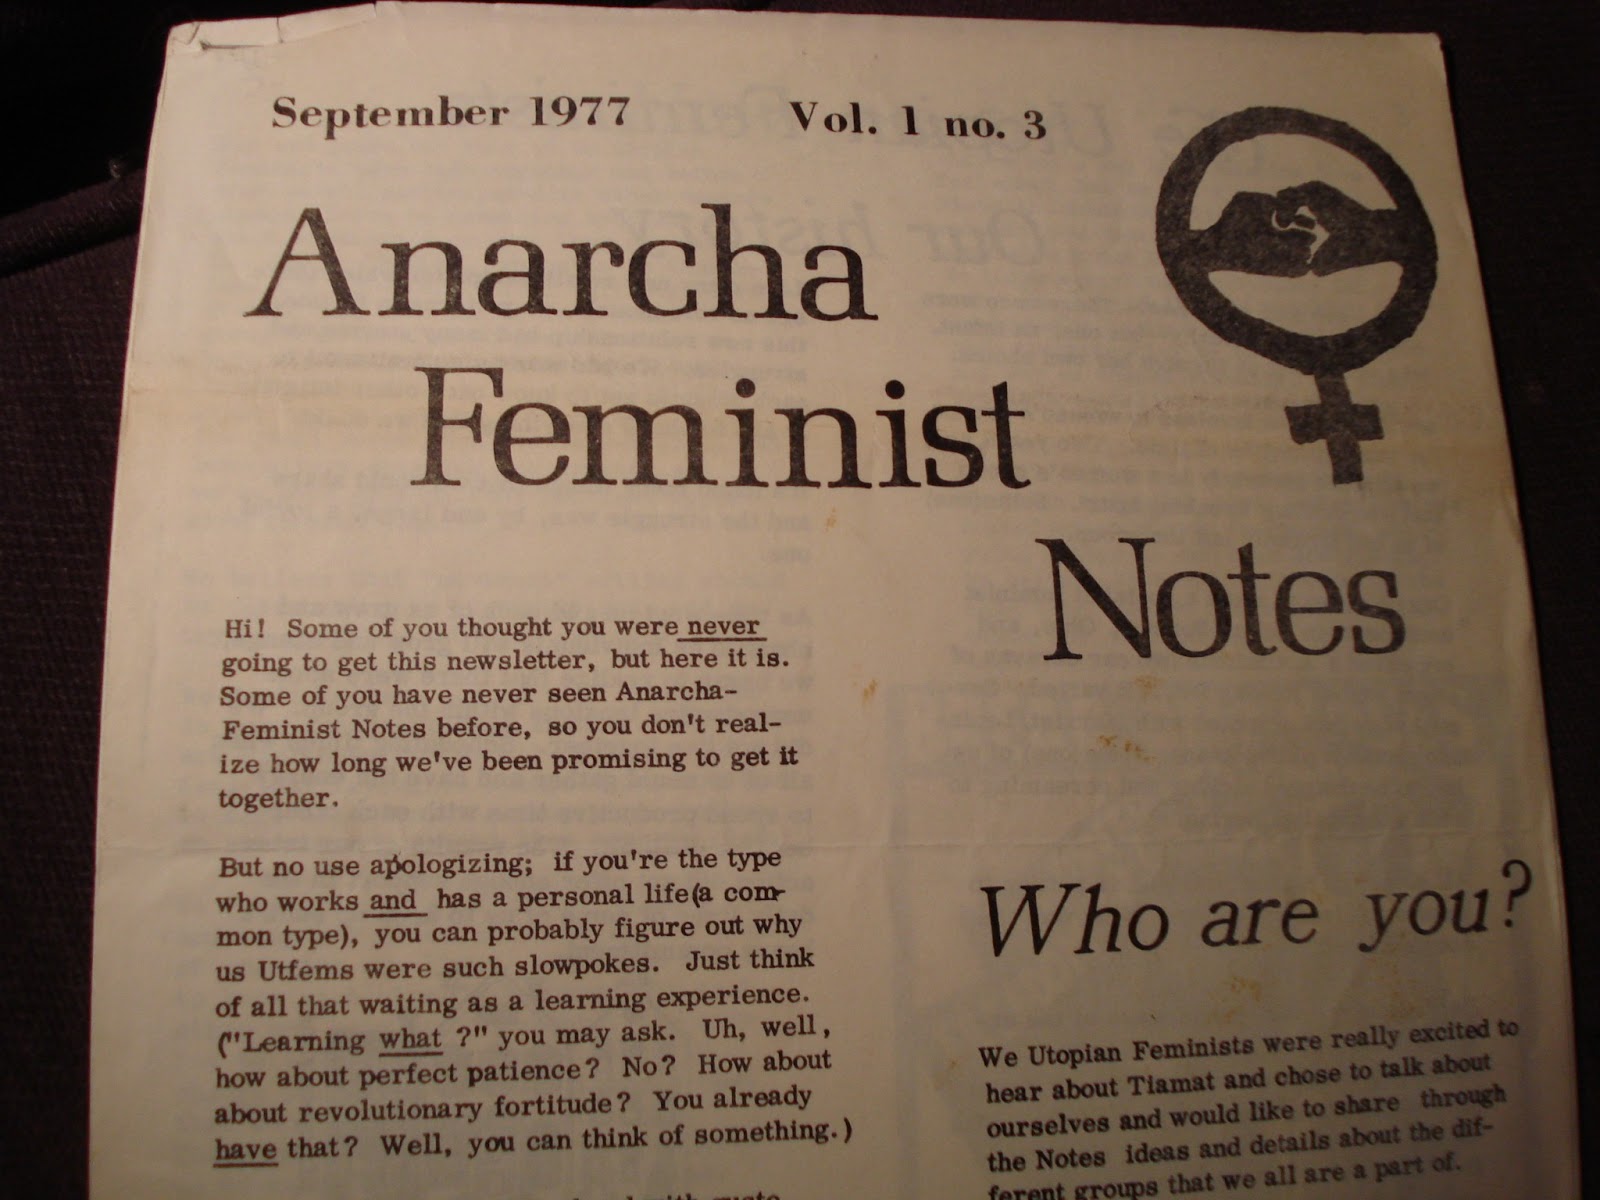 September 1977 Vol. 1 no. 3
Anarcha
Feminist
Notes
Hi! Some of you thought you were never
going to get this newsletter, but here it is.
Some of you have never seen Anarcha-
Feminist Notes before, so you don't real-
ize how long we've been promising to get it
together.
But no use apologizing; if you're the type
who works and has a personal life(a com-
mon type), you can probably figure out why
us Utfems were such slowpokes. Just think
of all that waiting as a learning experience.
("Learning what ?" you may ask. Uh, well,
how about perfect patience? No? How about
about revolutionary fortitude? You already
have that? Well, you can think of something.)
Who are you?
We Utopian Feminists were really excited to
hear about Tiamat and chose to talk about
ourselves and would like to share through
the Notes ideas and details about the dif-
ferent groups that we all are a part of.